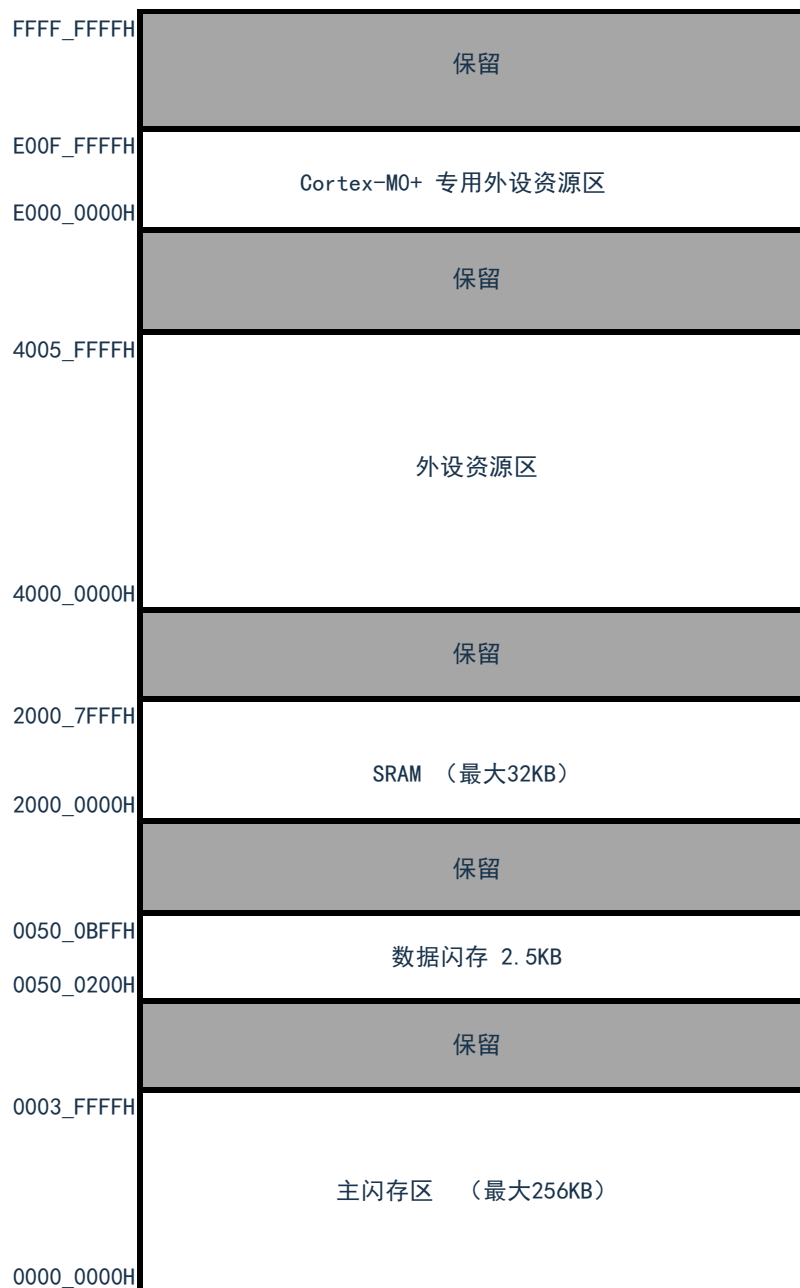 FFFF_FFFFH
保留
E00F_FFFFH
Cortex-M0+ 专用外设资源区
E000_0000H
保留
4005_FFFFH
外设资源区
4000_0000H
保留
2000_7FFFH
SRAM （最大32KB）
2000_0000H
保留
0050_0BFFH
数据闪存 2.5KB
0050_0200H
保留
0003_FFFFH
主闪存区 （最大256KB）
0000_0000H